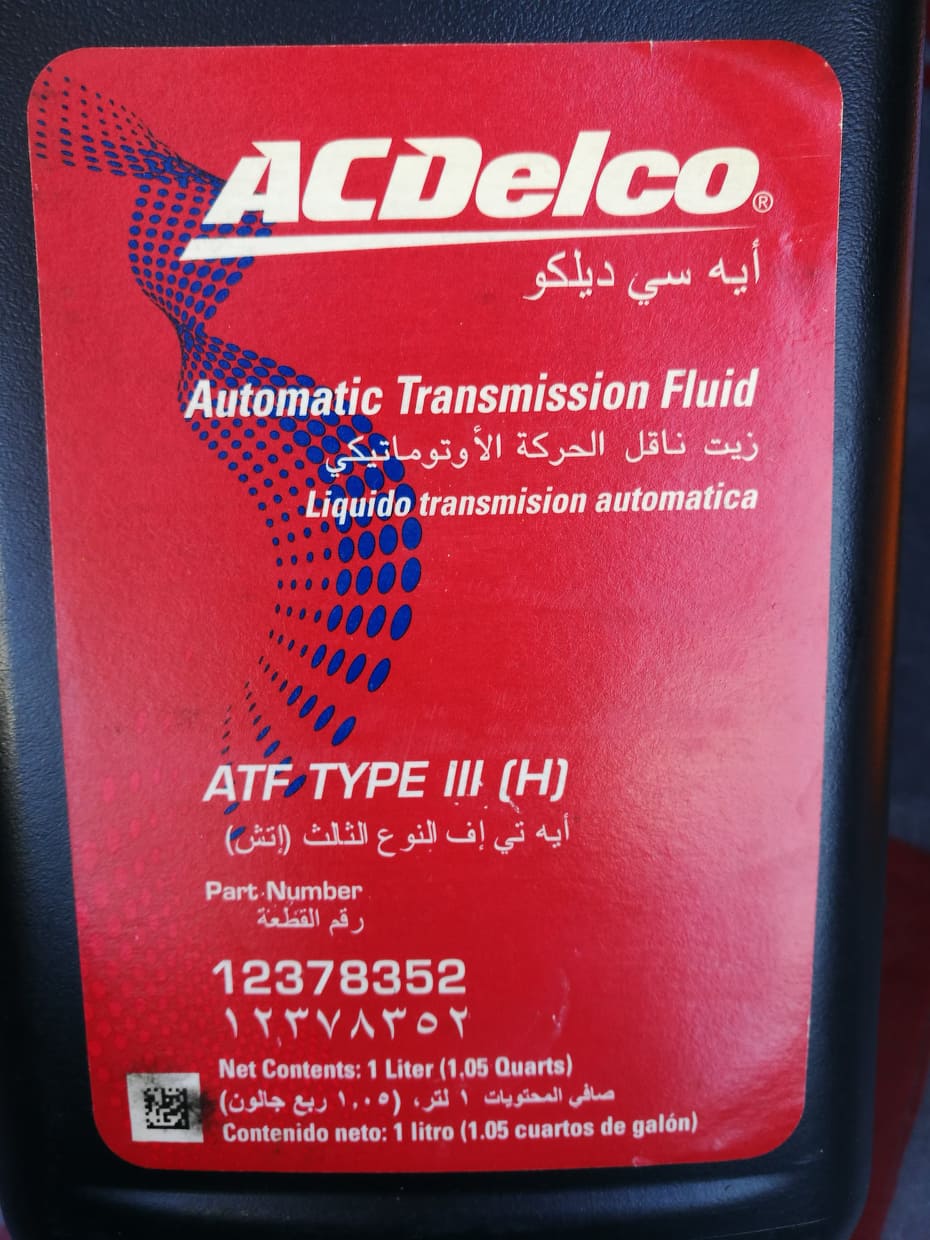 ACDelco®
أيه سي ديلكو
Automatic Transmission Fluid
زيت ناقل الحركة الأوتوماتيكي
Liquido transmision automatica
ATF TYPE III (H)
أيه تي إف النوع الثالث (إتش)
Part Number
رقم القطعة
12378352
١٢٣٧٨٣٥٢
Net Contents: 1 Liter (1.05 Quarts)
صافي المحتويات ١ لتر، (١.٠٥ ربع جالون)
Contenido neto: 1 litro (1.05 cuartos de galón)